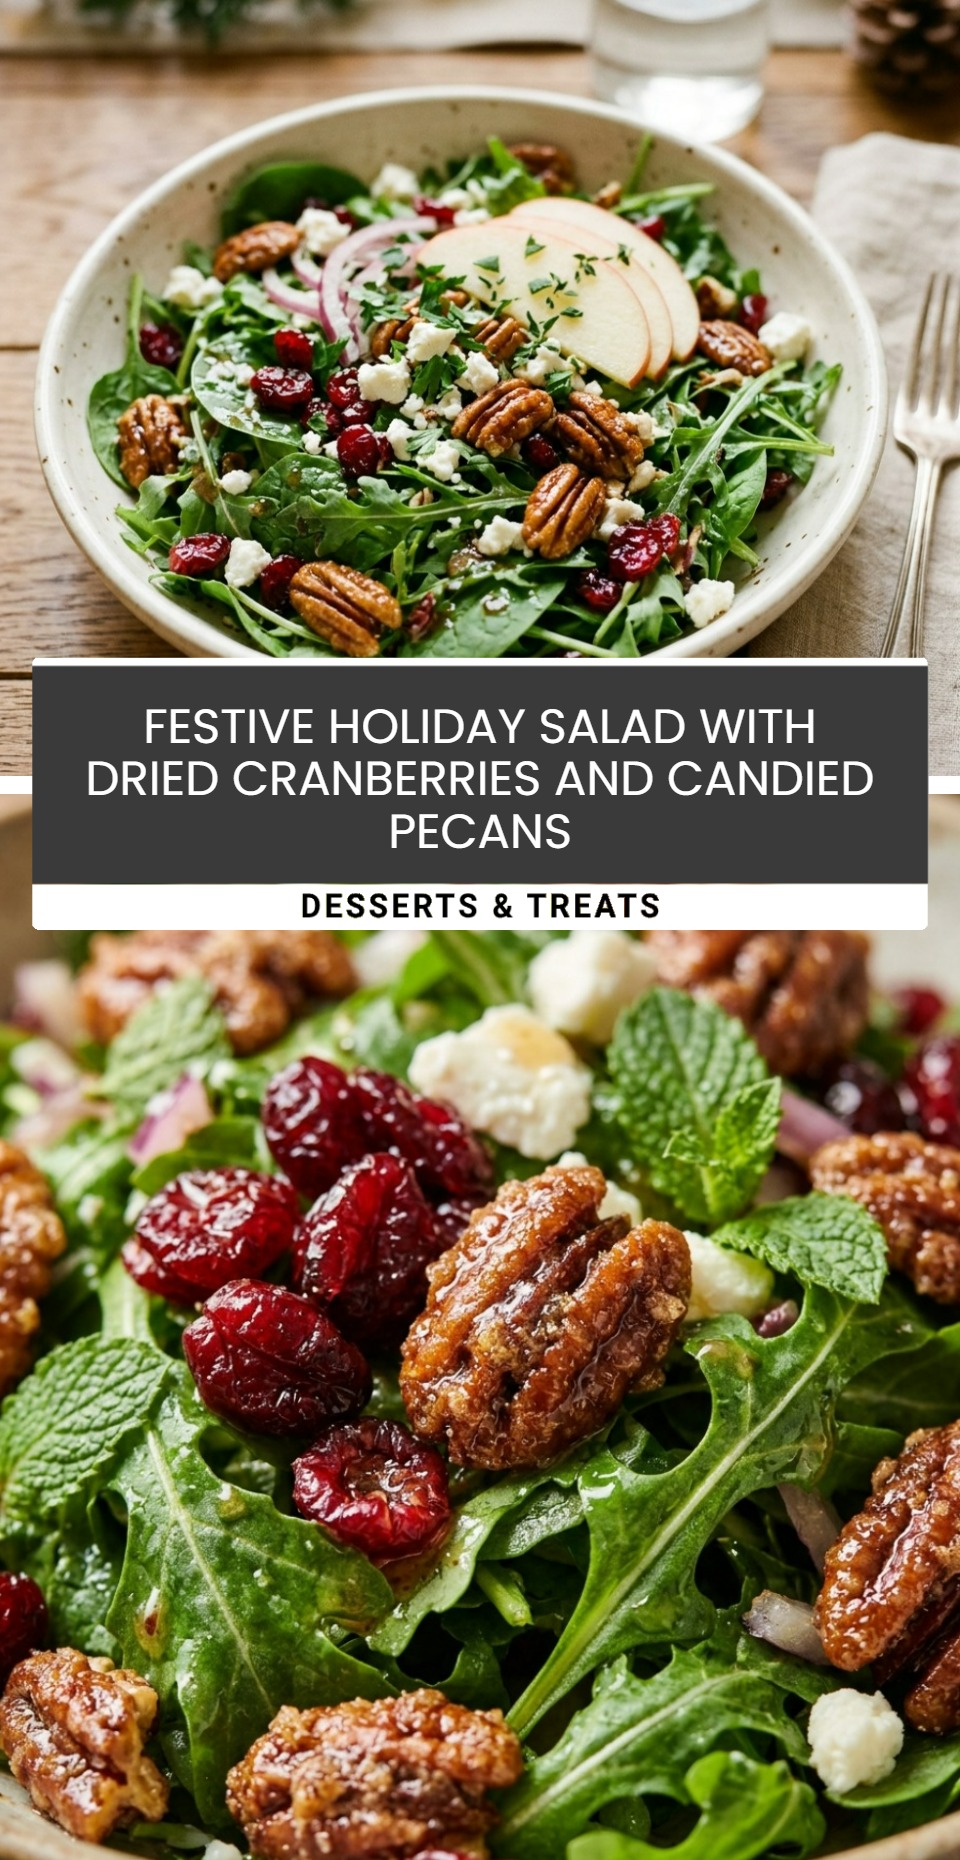 FESTIVE HOLIDAY SALAD WITH
DRIED CRANBERRIES AND CANDIED
PECANS
DESSERTS & TREATS